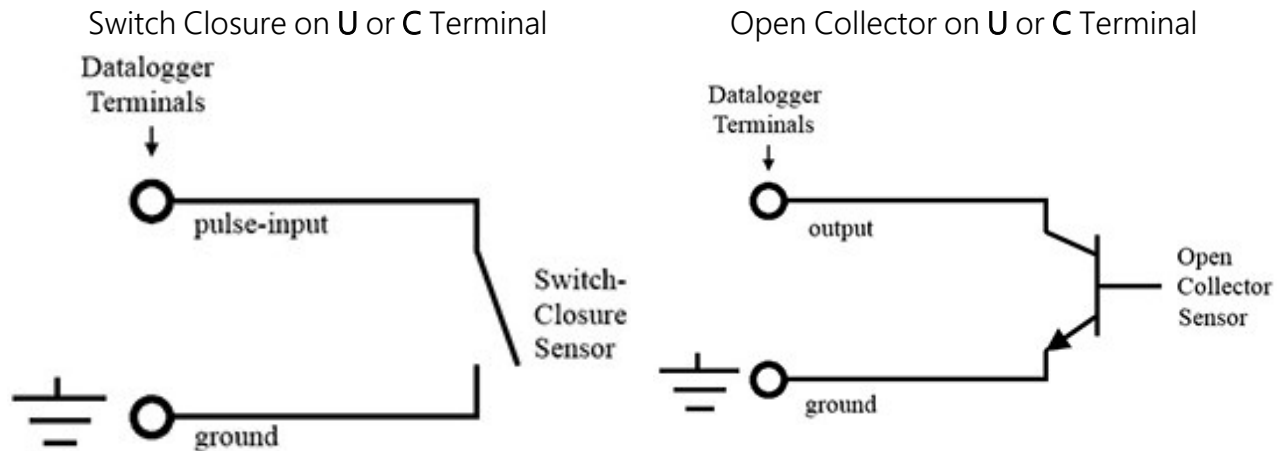 Switch Closure on U or C Terminal
Datalogger
Terminals
pulse-input
Switch-
Closure
Sensor
ground
Open Collector on U or C Terminal
Datalogger
Terminals
output
Open
Collector
Sensor
ground